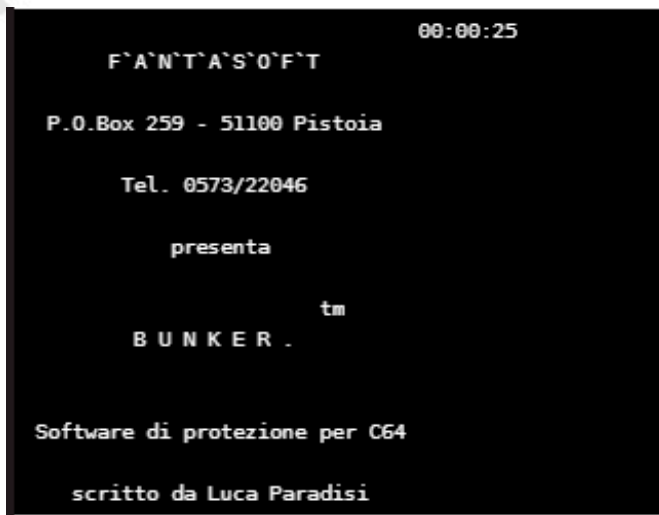 00:00:25
F`A`N`T`A`S`O`F`T
P.O.Box 259 - 51100 Pistoia
Tel. 0573/22046
presenta
tm
B U N K E R .
Software di protezione per C64
scritto da Luca Paradisi